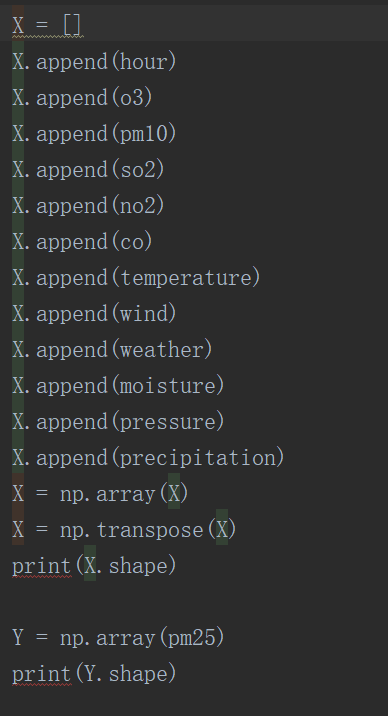 X = []
X.append(hour)
X.append(o3)
X.append(pm10)
X.append(so2)
X.append(no2)
X.append(co)
X.append(temperature)
X.append(wind)
X.append(weather)
X.append(moisture)
X.append(pressure)
X.append(precipitation)
X = np.array(X)
X = np.transpose(X)
print(X.shape)

Y = np.array(pm25)
print(Y.shape)